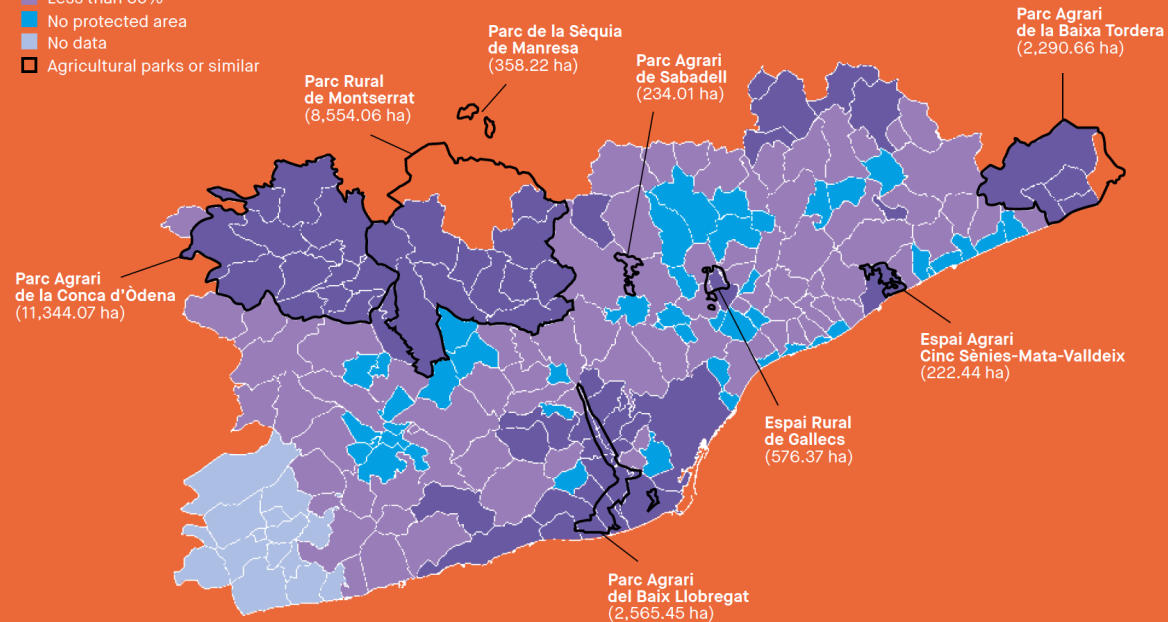 No protected area
No data
Agricultural parks or similar
Parc de la Sèquia
de Manresa
(358.22 ha)
Parc Agrari
de la Baixa Tordera
(2,290.66 ha)
Parc Agrari
de Sabadell
(234.01 ha)
Parc Rural
de Montserrat
(8,554.06 ha)
Parc Agrari
de la Conca d'Òdena
(11,344.07 ha)
Espai Agrari
Cinc Sènies-Mata-Valldeix
(222.44 ha)
Espai Rural
de Gallecs
(576.37 ha)
Parc Agrari
del Baix Llobregat
(2,565.45 ha)